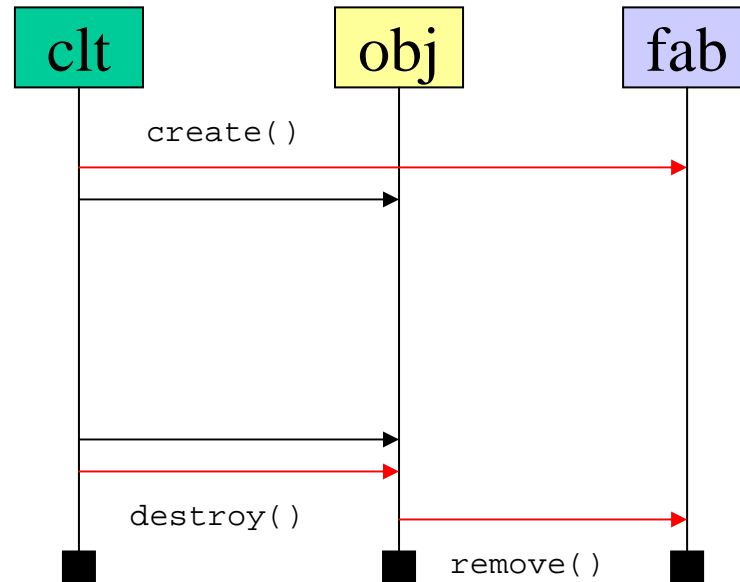 clt
obj
fab
create()
destroy()
remove()